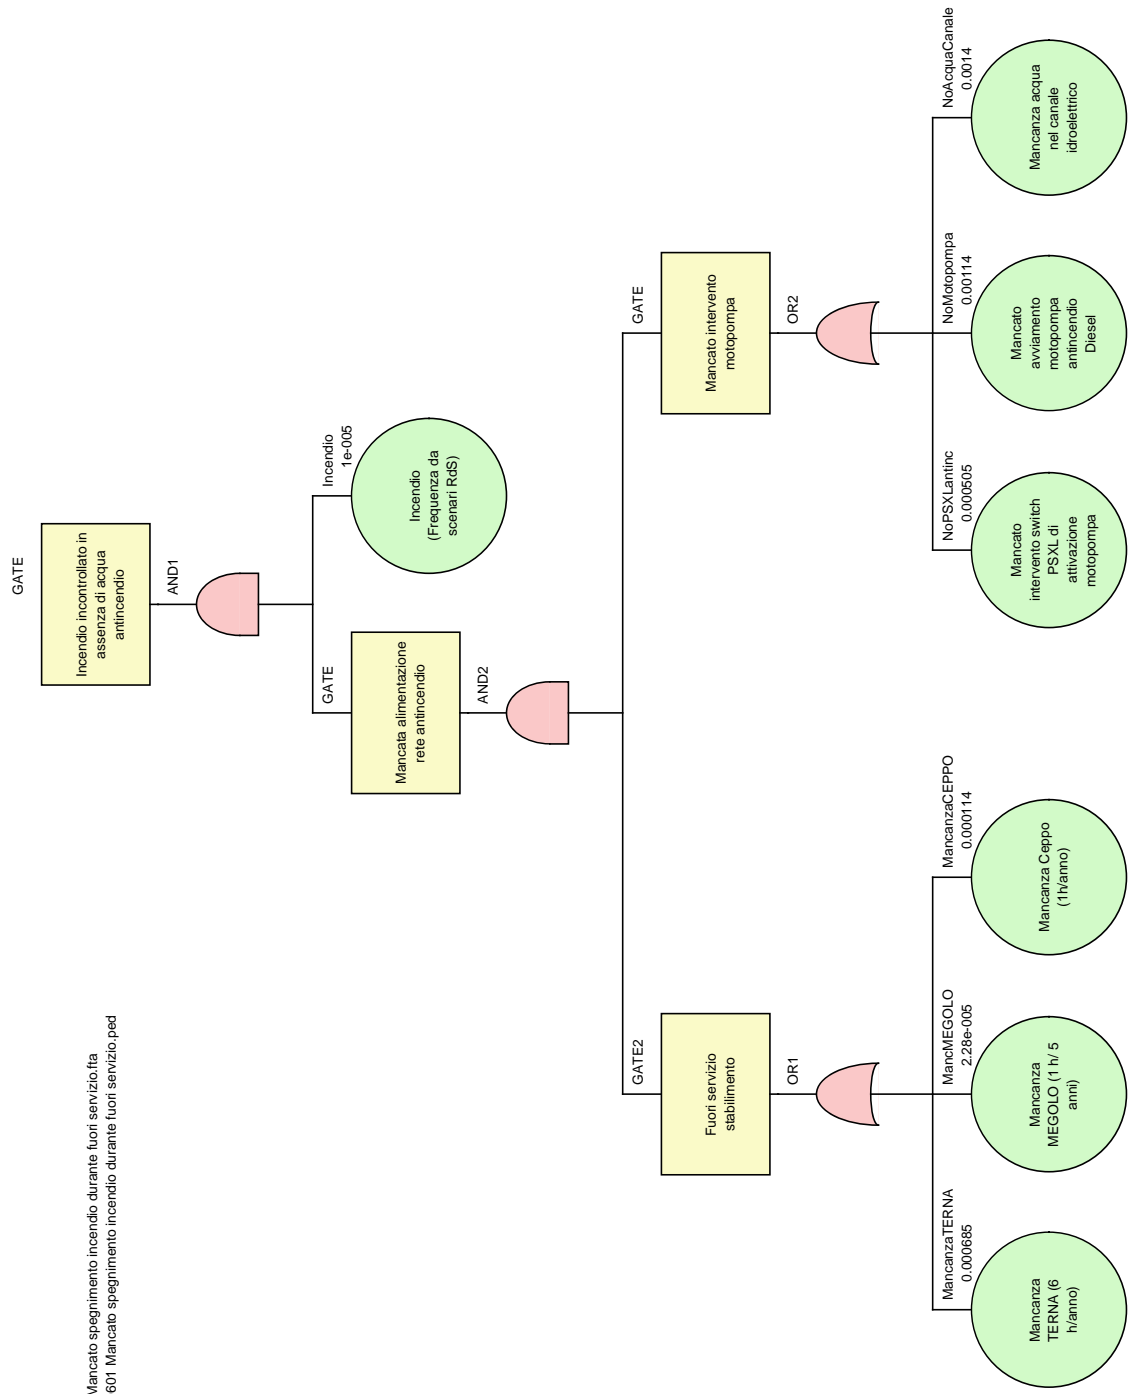 Mancato spegnimento incendio durante fuori servizio.fta
601 Mancato spegnimento incendio durante fuori servizio.ped
GATE
Incendio incontrollato in
assenza di acqua
antincendio
AND1
GATE
Mancata alimentazione
rete antincendio
AND2
Incendio
1e-005
Incendio
(Frequenza da
scenari RdS)
GATE2
Fuori servizio
stabilimento
OR1
GATE
Mancato intervento
motopompa
OR2
MancanzaTERNA
0.000685
Mancanza
TERNA (6
h/anno)
MancMEGOLO
2.28e-005
Mancanza
MEGOLO (1 h/ 5
anni)
MancanzaCEPPO
0.000114
Mancanza Ceppo
(1h/anno)
NoPSXLantinc
0.000505
Mancato
intervento switch
PSXL di
attivazione
motopompa
NoMotopompa
0.00114
Mancato
avviamento
motopompa
antincendio
Diesel
NoAcquaCanale
0.0014
Mancanza acqua
nel canale
idroelettrico